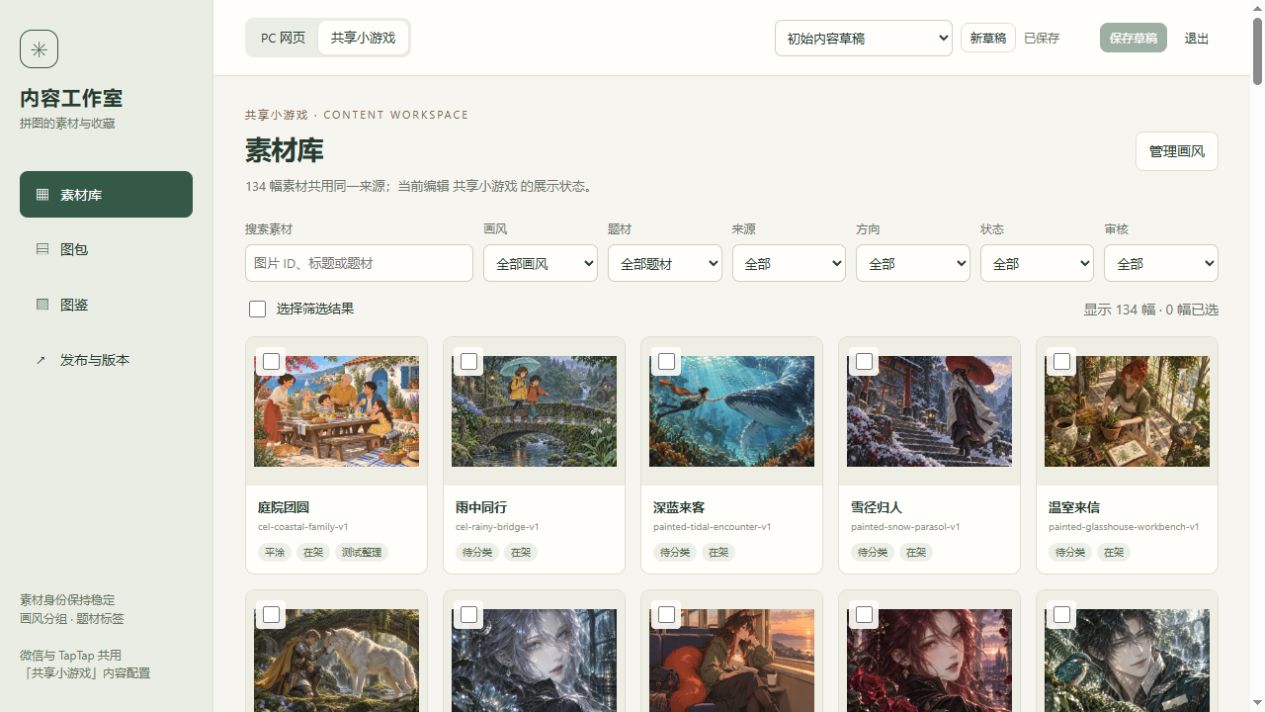 内容工作室
拼图的素材与收藏
素材库
图包
图鉴
发布与版本
素材身份保持稳定
画风分组 · 题材标签
微信与 TapTap 共用
「共享小游戏」内容配置
PC 网页 共享小游戏
初始内容草稿 新草稿 已保存 保存草稿 退出
共享小游戏 · CONTENT WORKSPACE
素材库
管理画风
134 幅素材共用同一来源；当前编辑 共享小游戏 的展示状态。
搜索素材 画风 题材 来源 方向 状态 审核
图片 ID、标题或题材 全部画风 全部题材 全部 全部 全部 全部
选择筛选结果 显示 134 幅 · 0 幅已选
庭院团圆 雨中同行 深蓝来客 雪径归人 温室来信
cel-coastal-family-v1 cel-rainy-bridge-v1 painted-tidal-encounter-v1 painted-snow-parasol-v1 painted-glasshouse-workbench-v1
平涂 在架 测试整理 待分类 在架 待分类 在架 待分类 在架 待分类 在架